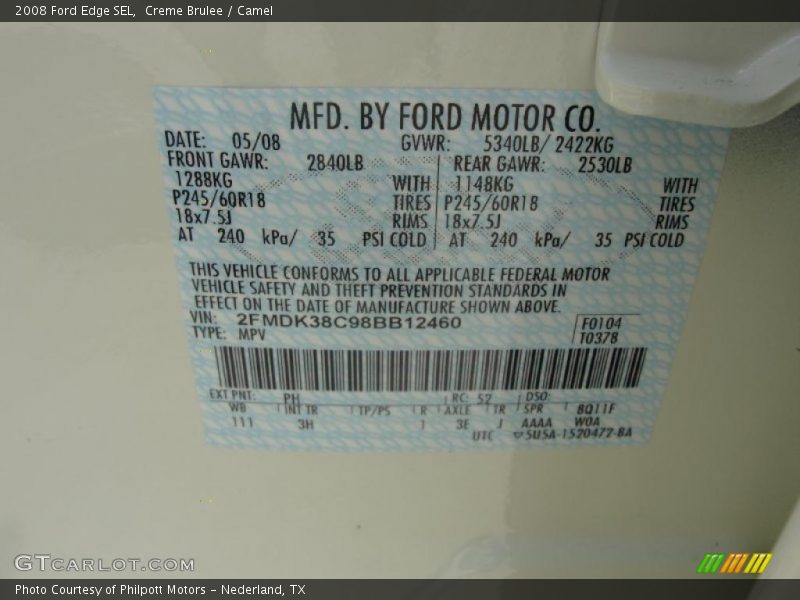 2008 Ford Edge SEL,  Creme Brulee / Camel
MFD. BY FORD MOTOR CO.
DATE: 05/08 GVWR: 5340LB/ 2422KG
FRONT GAWR: 2840LB REAR GAWR: 2530LB
1288KG WITH 1148KG WITH
P245/60R18 TIRES P245/60R18 TIRES
18x7.5J RIMS 18x7.5J RIMS
AT 240 kPa/ 35 PSI COLD AT 240 kPa/ 35 PSI COLD
THIS VEHICLE CONFORMS TO ALL APPLICABLE FEDERAL MOTOR
VEHICLE SAFETY AND THEFT PREVENTION STANDARDS IN
EFFECT ON THE DATE OF MANUFACTURE SHOWN ABOVE.
VIN: 2FMDK38C98BB12460 F0104
TYPE: MPV T0378
EXT PNT: PH RC: 52 DSO:
WB INT TR TP/PS R AXLE TR SPR BQ11F
111 3H 1 3E J AAAA WOA
UTC 5U5A-1520472-BA
GTCARLOT.COM
Photo Courtesy of Philpott Motors - Nederland, TX